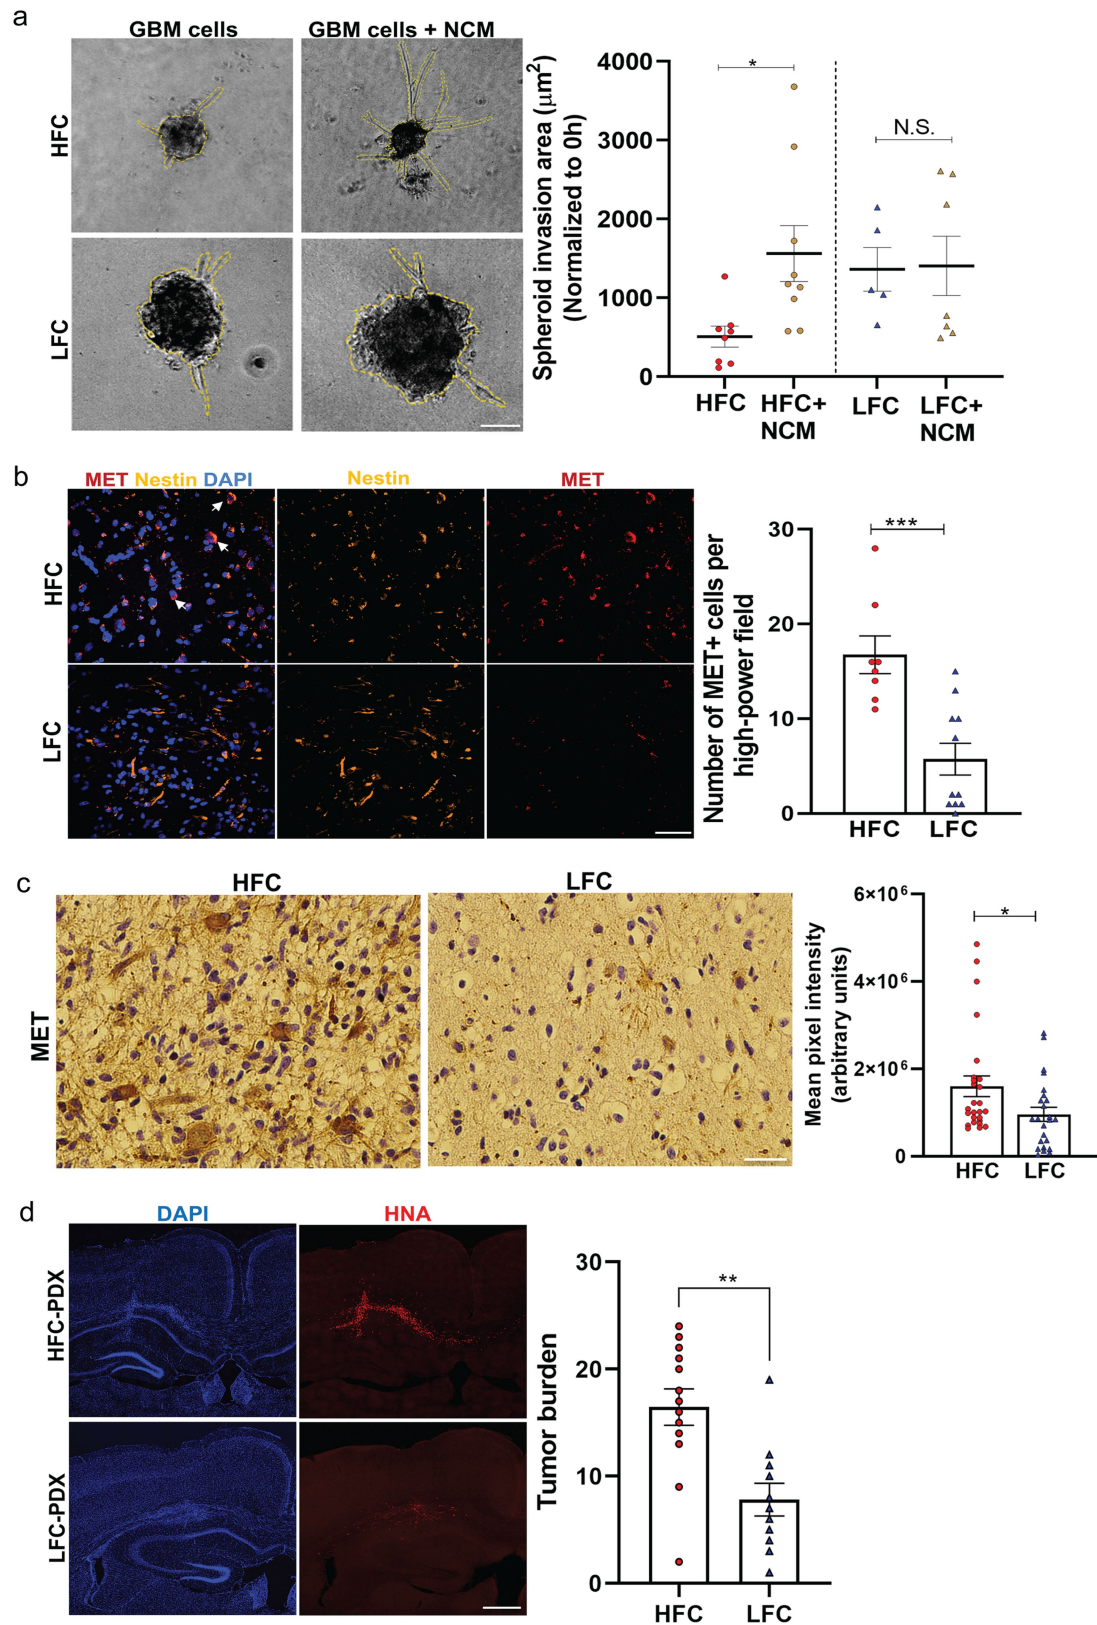 a
GBM cells
GBM cells + NCM
HFC
LFC
Spheroid invasion area (μm²)
(Normalized to 0h)
4000
3000
2000
1000
0
*
N.S.
HFC
HFC+
NCM
LFC
LFC+
NCM
b
MET Nestin DAPI
Nestin
MET
HFC
LFC
Number of MET+ cells per
high-power field
30
20
10
0
***
HFC
LFC
c
HFC
LFC
MET
Mean pixel intensity
(arbitrary units)
6×10⁶
4×10⁶
2×10⁶
0
*
HFC
LFC
d
DAPI
HNA
HFC-PDX
LFC-PDX
Tumor burden
30
20
10
0
**
HFC
LFC